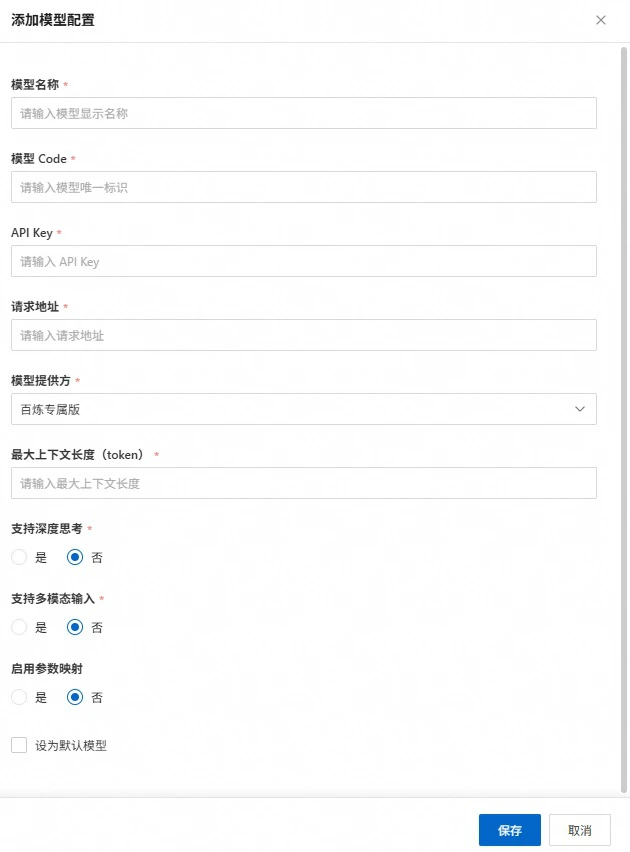 添加模型配置
模型名称 *
请输入模型显示名称
模型 Code *
请输入模型唯一标识
API Key *
请输入 API Key
请求地址 *
请输入请求地址
模型提供方 *
百炼专属版
最大上下文长度（token） *
请输入最大上下文长度
支持深度思考 *
是 否
支持多模态输入 *
是 否
启用参数映射
是 否
设为默认模型
保存 取消